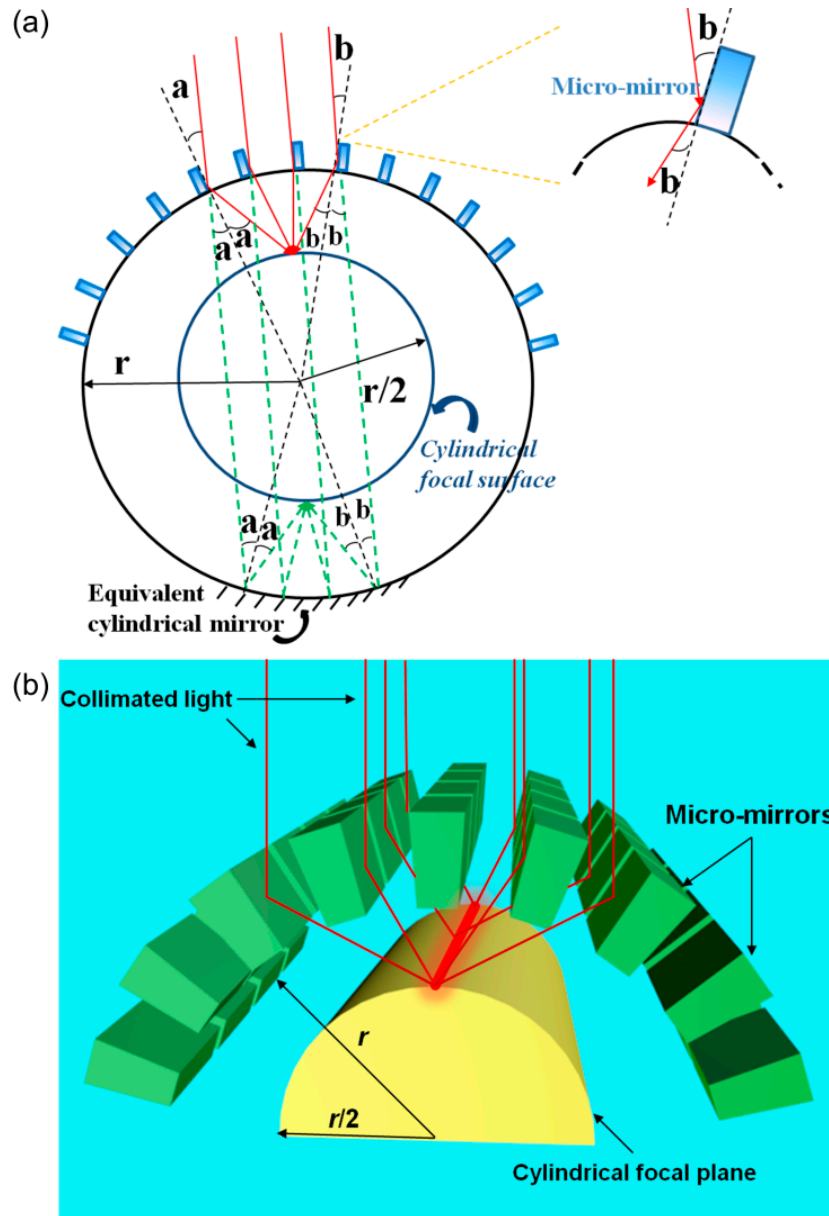 (a)
a
b
b
Micro-mirror
b
a
a
b
b
r
r/2
Cylindrical
focal surface
a
a
b
b
Equivalent
cylindrical mirror
(b)
Collimated light
Micro-mirrors
r
r/2
Cylindrical focal plane